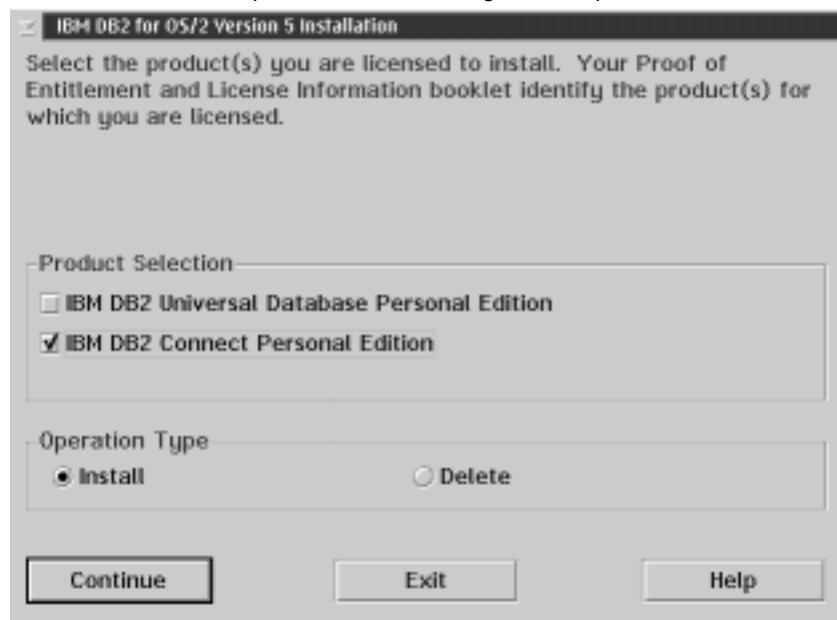 IBM DB2 for OS/2 Version 5 Installation
Select the product(s) you are licensed to install. Your Proof of
Entitlement and License Information booklet identify the product(s) for
which you are licensed.
Product Selection
IBM DB2 Universal Database Personal Edition
IBM DB2 Connect Personal Edition
Operation Type
Install Delete
Continue Exit Help